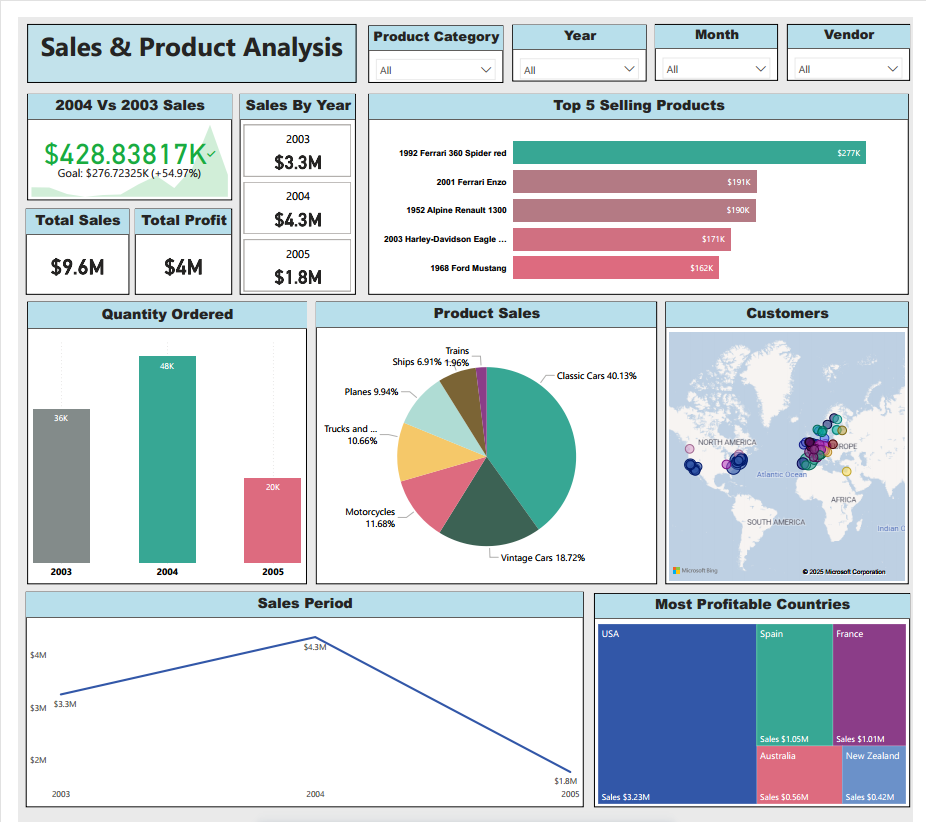 Sales & Product Analysis
Product Category
All
Year
All
Month
All
Vendor
All
2004 Vs 2003 Sales
$428.83817K
Goal: $276.72325K (+54.97%)
Sales By Year
2003
$3.3M
2004
$4.3M
2005
$1.8M
Total Sales
$9.6M
Total Profit
$4M
Top 5 Selling Products
1992 Ferrari 360 Spider red
$277K
2001 Ferrari Enzo
$191K
1952 Alpine Renault 1300
$190K
2003 Harley-Davidson Eagle ...
$171K
1968 Ford Mustang
$162K
Quantity Ordered
36K
48K
20K
2003
2004
2005
Product Sales
Trains
1.96%
Ships 6.91%
Classic Cars 40.13%
Planes 9.94%
Trucks and ...
10.66%
Motorcycles
11.68%
Vintage Cars 18.72%
Customers
NORTH AMERICA
ROPE
Atlantic Ocean
AFRICA
SOUTH AMERICA
Indian O
Microsoft Bing
© 2025 Microsoft Corporation
Sales Period
$4M
$3M
$2M
$3.3M
$4.3M
$1.8M
2003
2004
2005
Most Profitable Countries
USA
Sales $3.23M
Spain
Sales $1.05M
France
Sales $1.01M
Australia
Sales $0.56M
New Zealand
Sales $0.42M